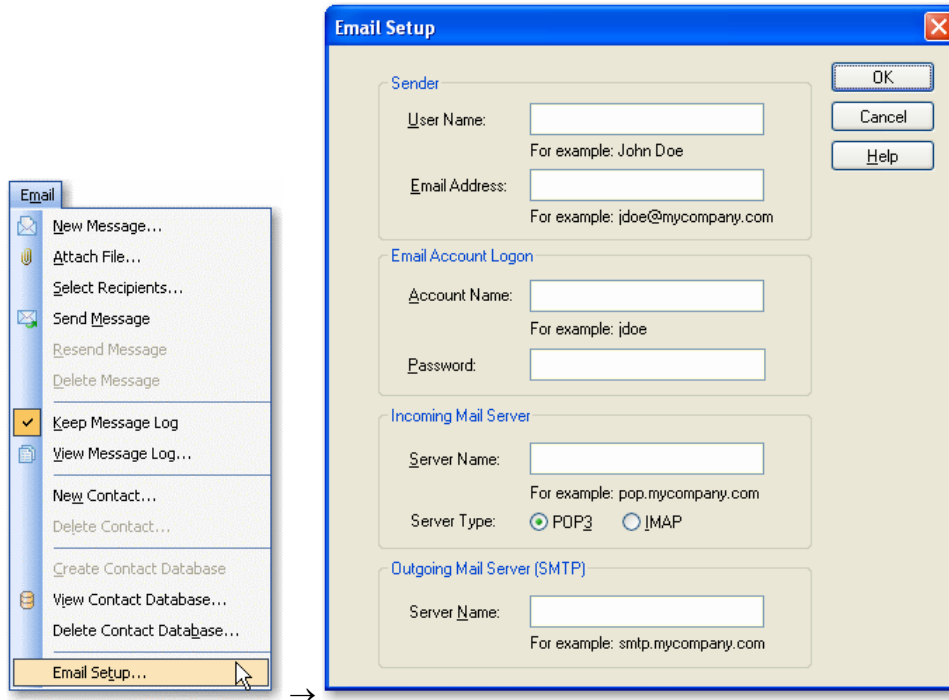 Email
New Message...
Attach File...
Select Recipients...
Send Message
Resend Message
Delete Message
Keep Message Log
View Message Log...
New Contact...
Delete Contact...
Create Contact Database
View Contact Database...
Delete Contact Database...
Email Setup...
→
Email Setup
OK
Cancel
Help
Sender
User Name:
For example: John Doe
Email Address:
For example: jdoe@mycompany.com
Email Account Logon
Account Name:
For example: jdoe
Password:
Incoming Mail Server
Server Name:
For example: pop.mycompany.com
Server Type: POP3 IMAP
Outgoing Mail Server (SMTP)
Server Name:
For example: smtp.mycompany.com